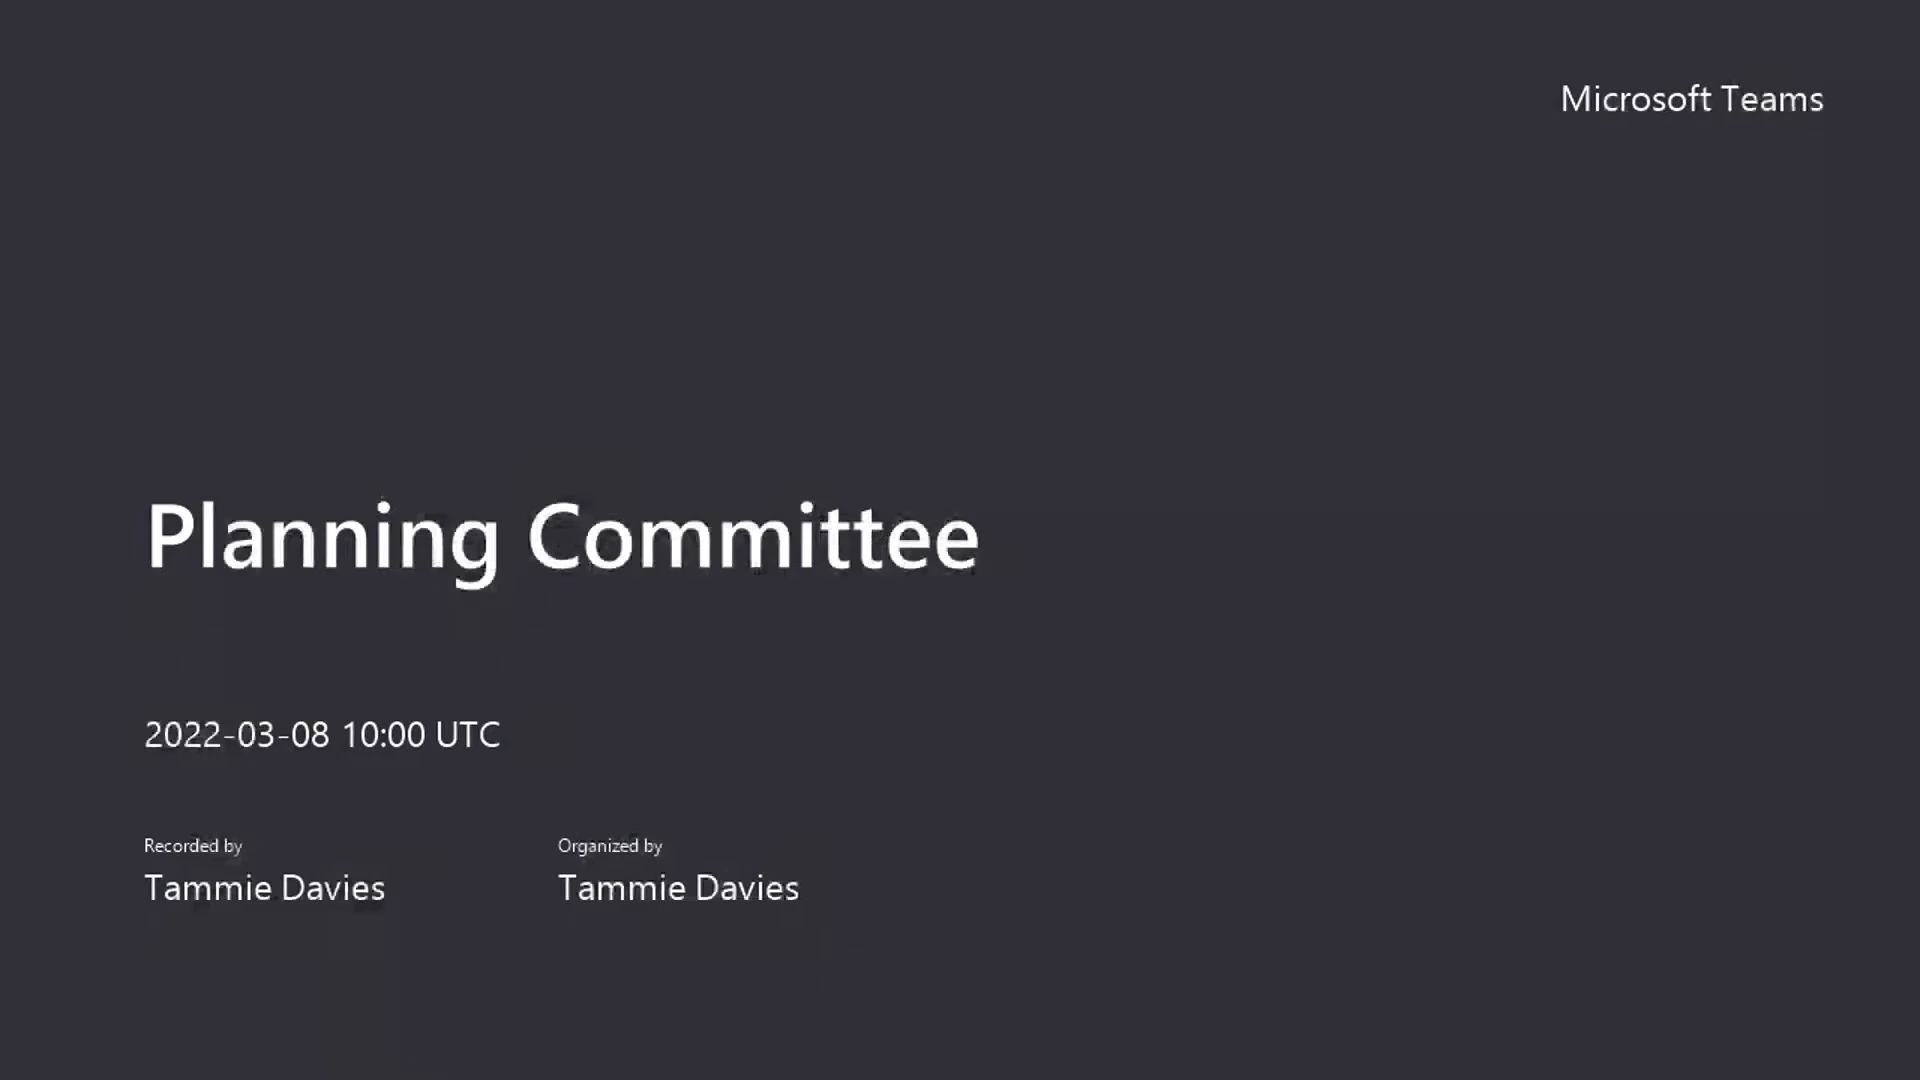 Microsoft Teams
Planning Committee
2022-03-08 10:00 UTC
Recorded by
Tammie Davies
Organized by
Tammie Davies